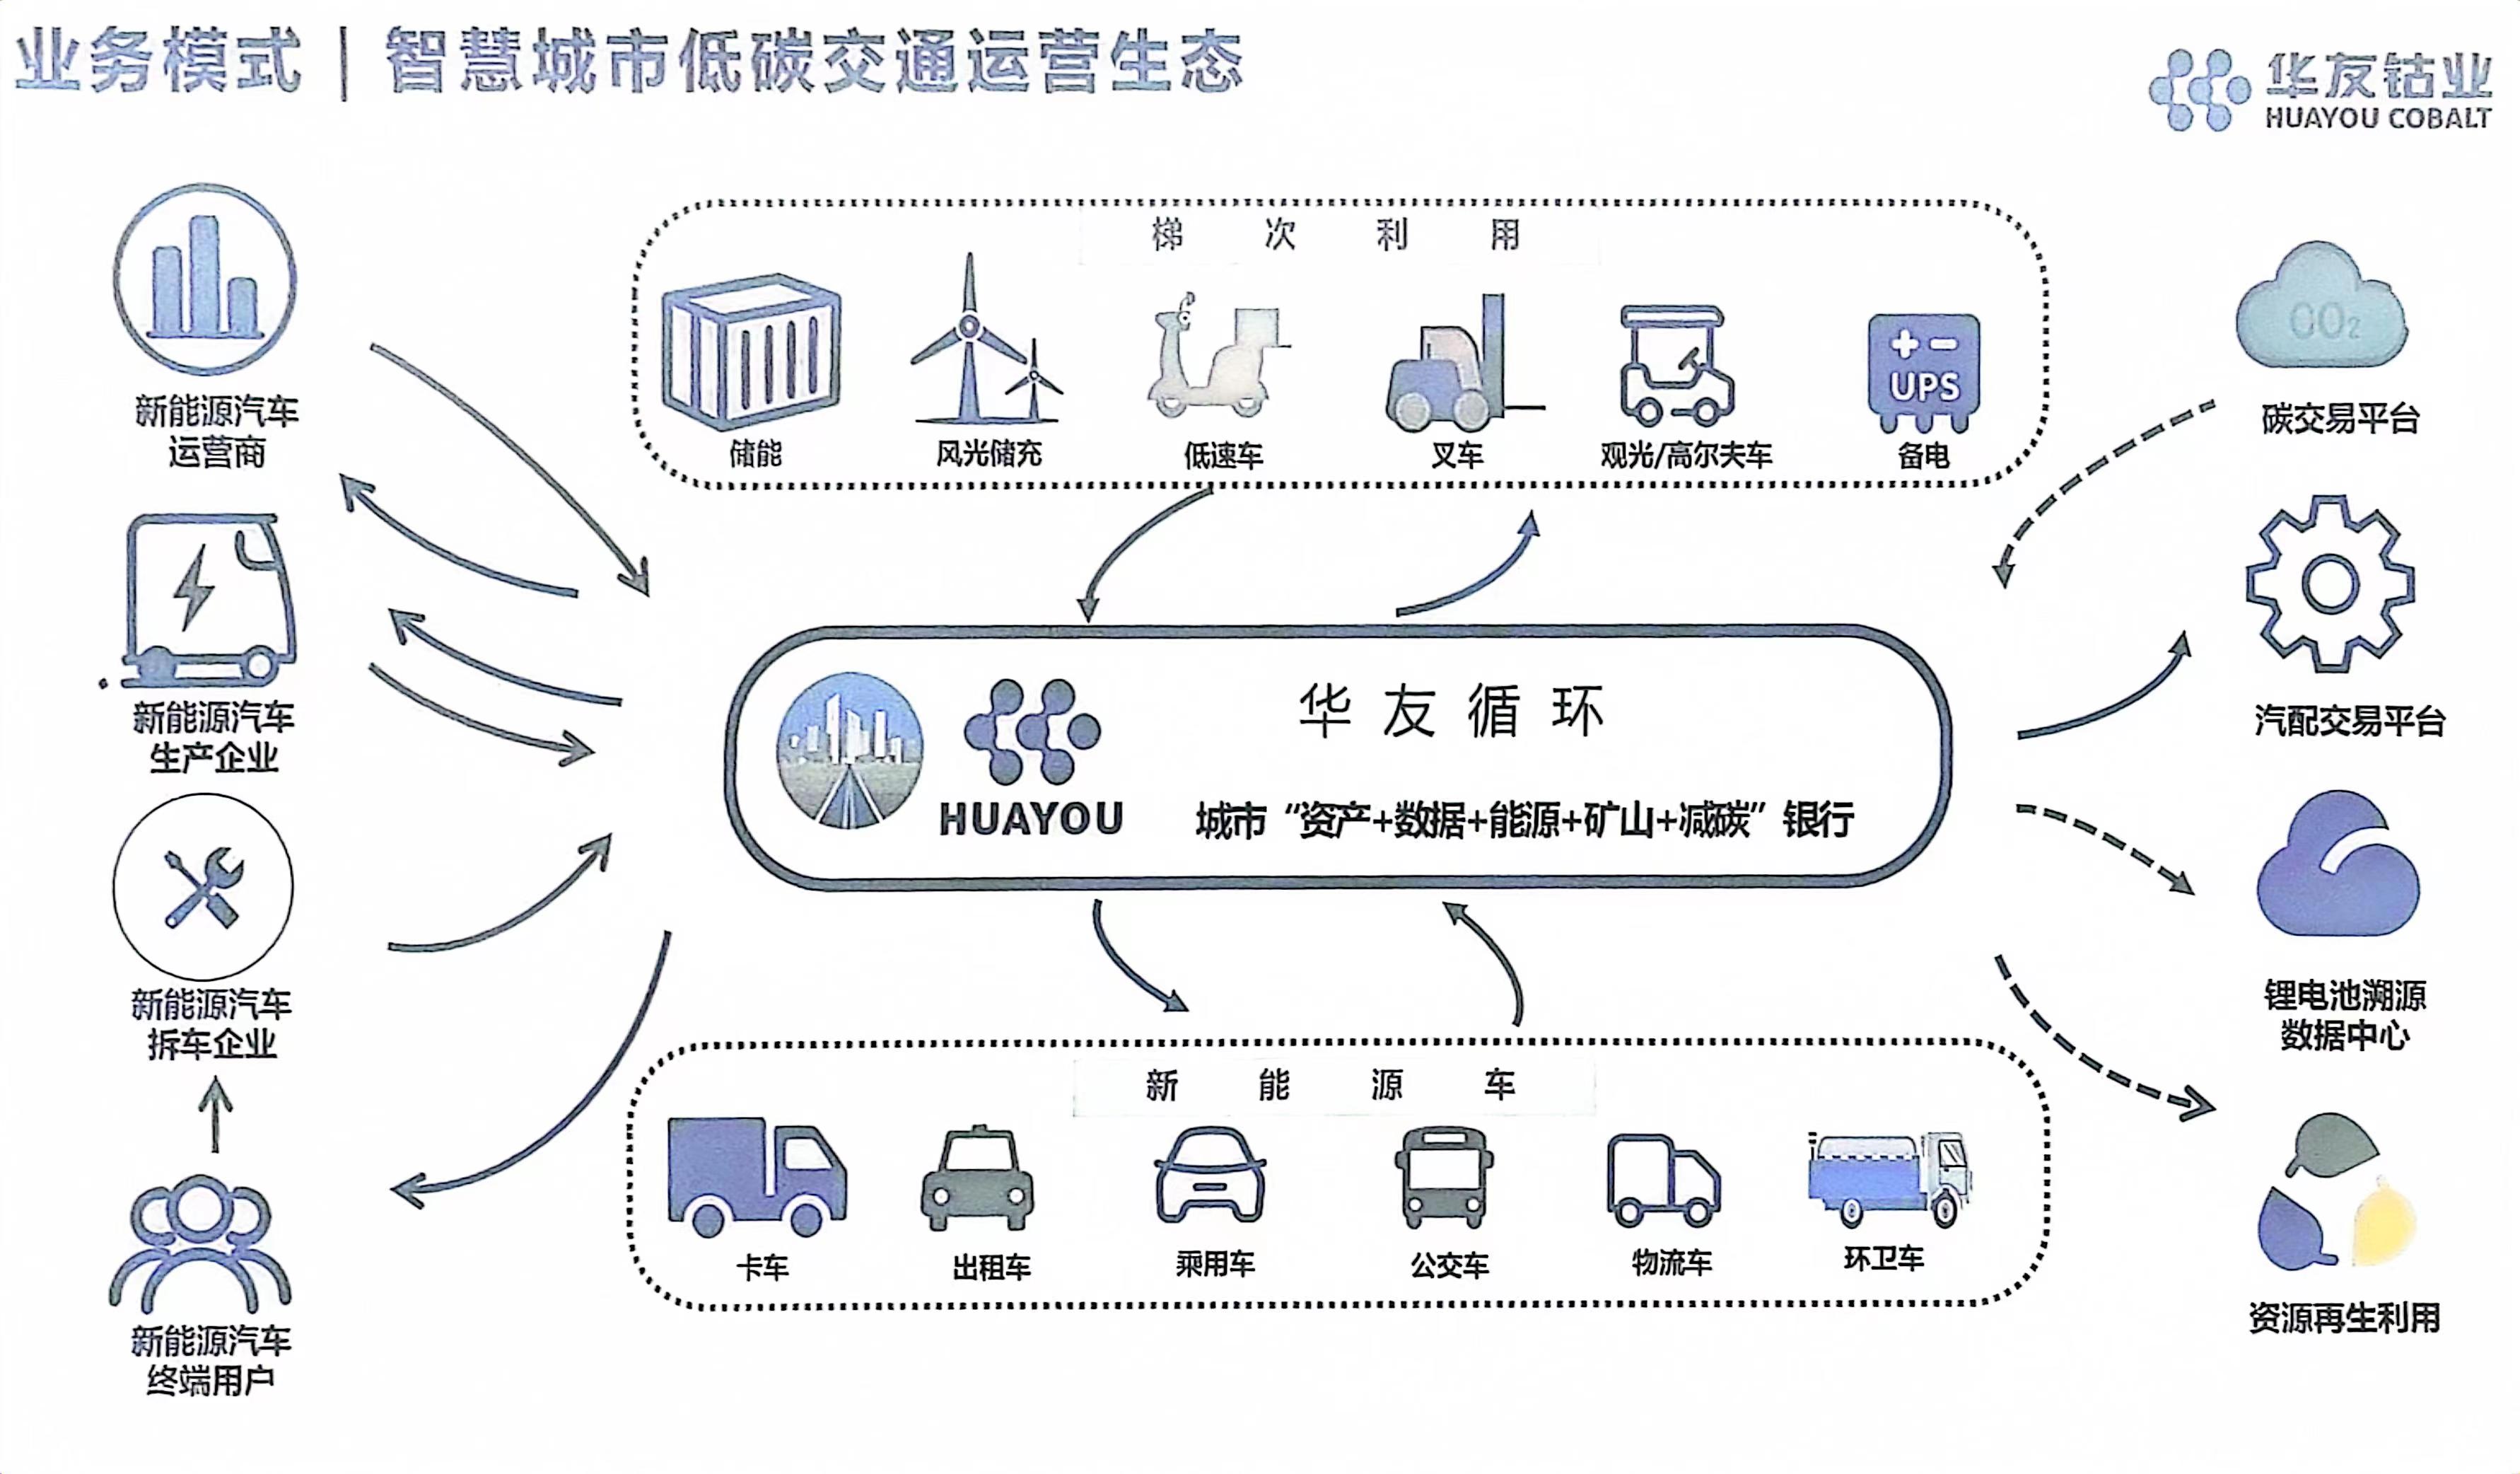 业务模式 | 智慧城市低碳交通运营生态
华友钴业
HUAYOU COBALT
新能源汽车
运营商
新能源汽车
生产企业
新能源汽车
拆车企业
新能源汽车
终端用户
梯次利用
储能
风光储充
低速车
叉车
观光/高尔夫车
+ -
UPS
备电
华友循环
HUAYOU
城市“资产+数据+能源+矿山+减碳”银行
新能源车
卡车
出租车
乘用车
公交车
物流车
环卫车
CO₂
碳交易平台
汽配交易平台
锂电池溯源
数据中心
资源再生利用